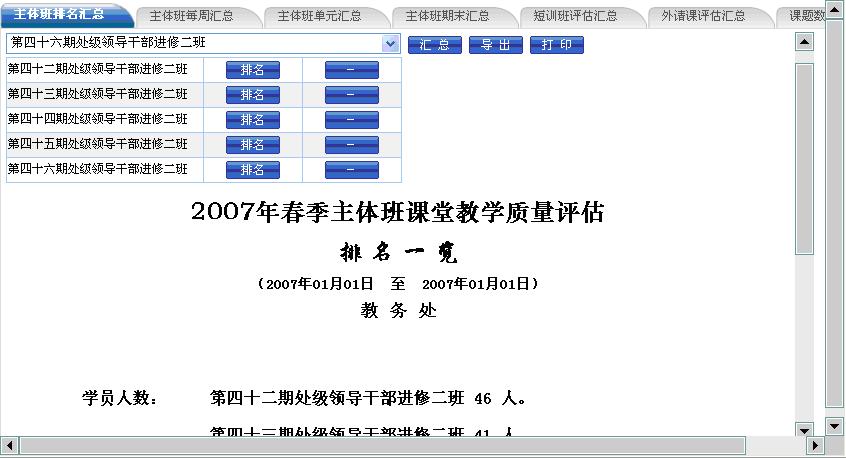 主体班排名汇总 主体班每周汇总 主体班单元汇总 主体班期末汇总 短训班评估汇总 外请课评估汇总 课题数
第四十六期处级领导干部进修二班 汇 总 导 出 打 印
第四十二期处级领导干部进修二班 排名 —
第四十三期处级领导干部进修二班 排名 —
第四十四期处级领导干部进修二班 排名 —
第四十五期处级领导干部进修二班 排名 —
第四十六期处级领导干部进修二班 排名 —
2007年春季主体班课堂教学质量评估
排 名 一 览
(2007年01月01日 至 2007年01月01日)
教 务 处
学员人数: 第四十二期处级领导干部进修二班 46 人。
第四十三期处级领导干部进修二班 41 人